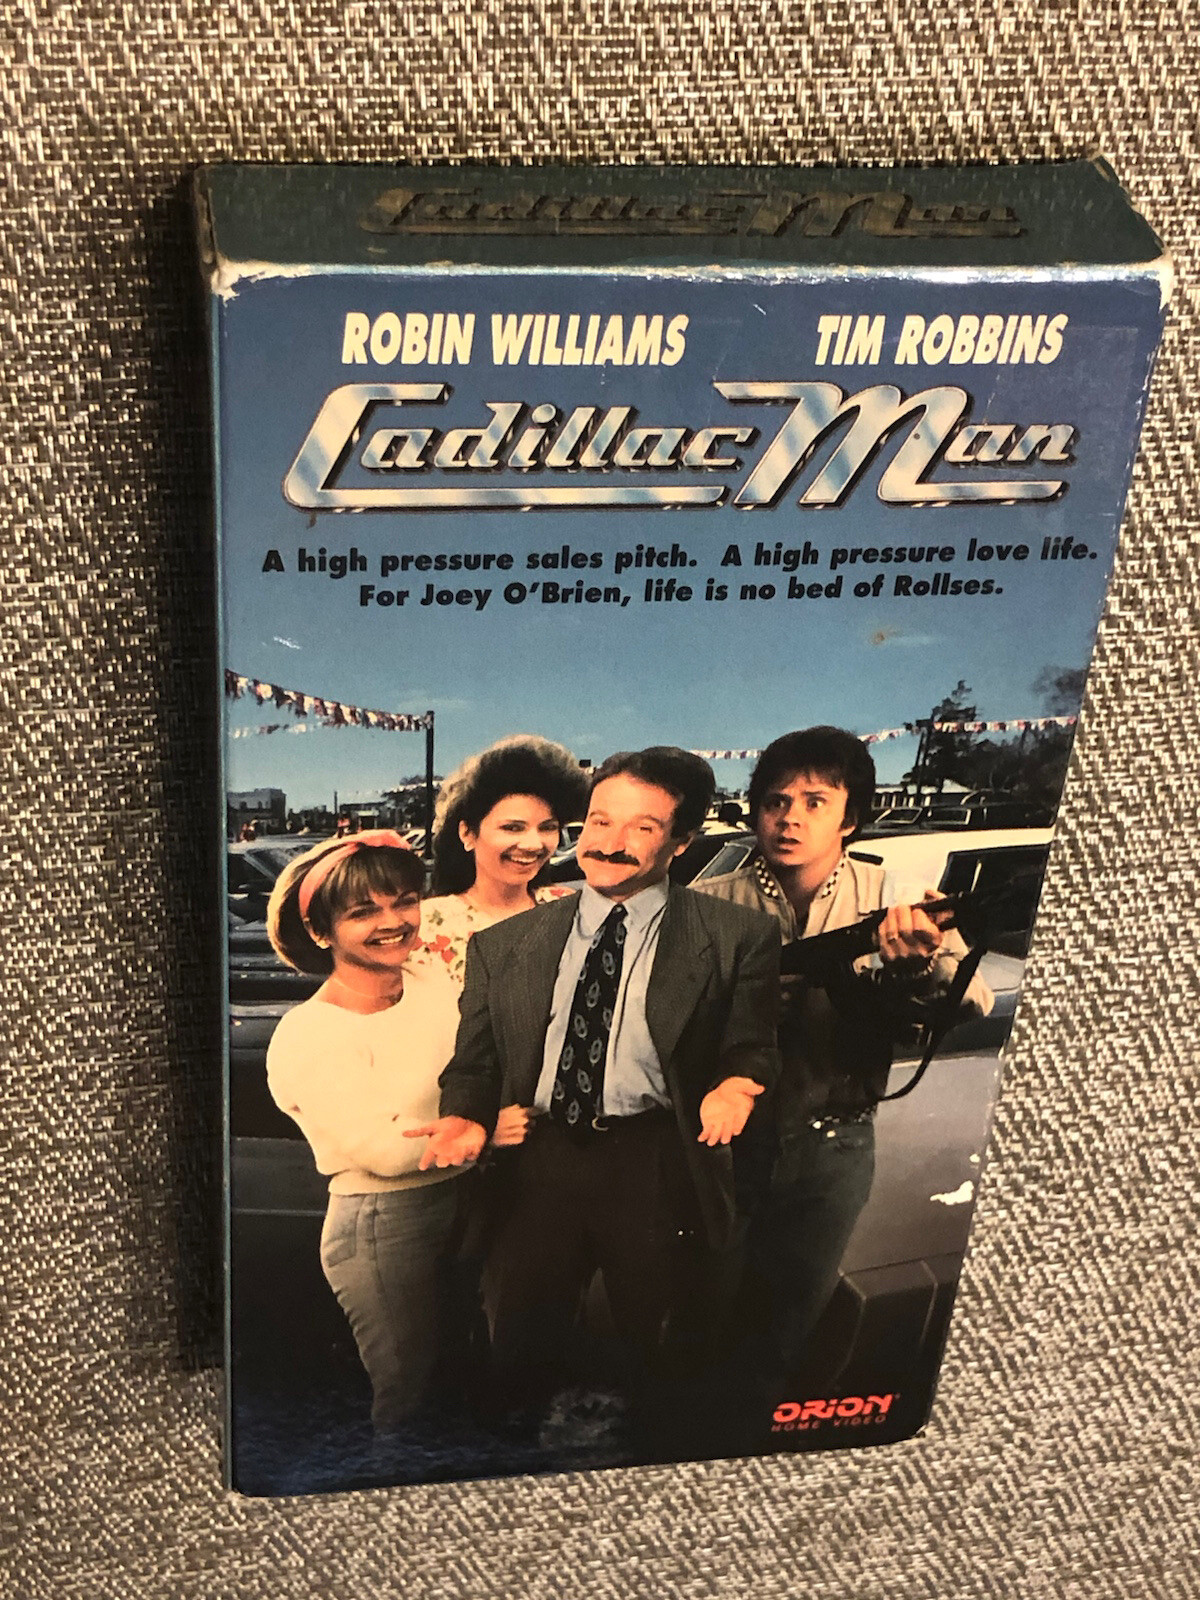 Cadillac Man
ROBIN WILLIAMS TIM ROBBINS
Cadillac Man
A high pressure sales pitch. A high pressure love life.
For Joey O'Brien, life is no bed of Rollses.
ORION®
HOME VIDEO